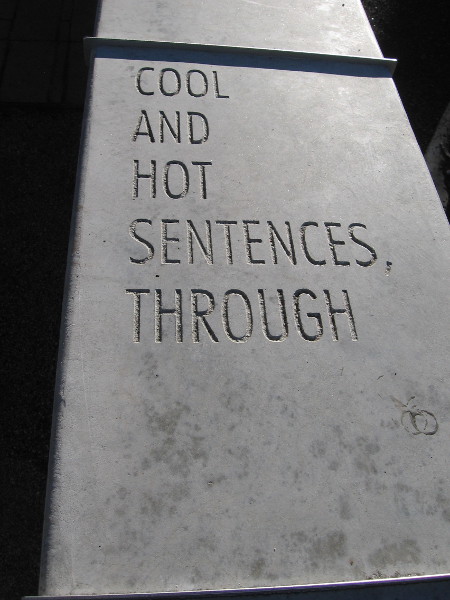 COOL
AND
HOT
SENTENCES,
THROUGH